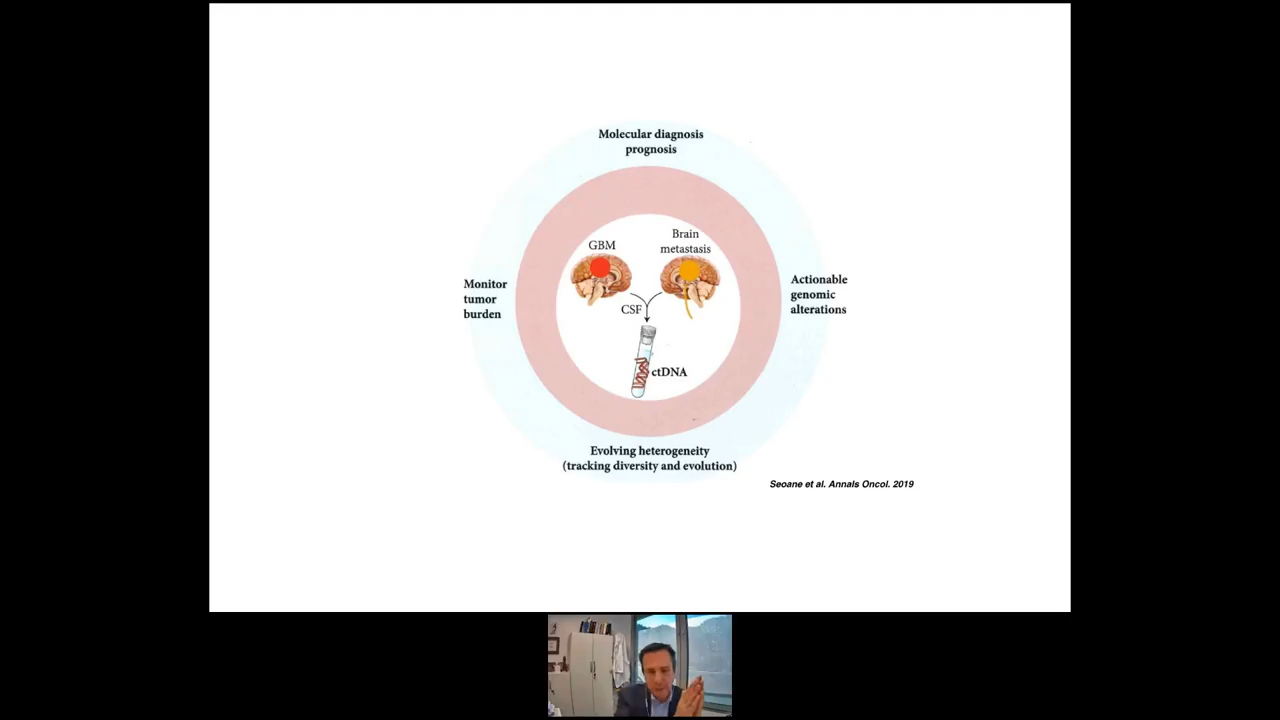 Molecular diagnosis
prognosis
GBM
Brain
metastasis
Monitor
tumor
burden
Actionable
genomic
alterations
CSF
ctDNA
Evolving heterogeneity
(tracking diversity and evolution)
Seoane et al. Annals Oncol. 2019